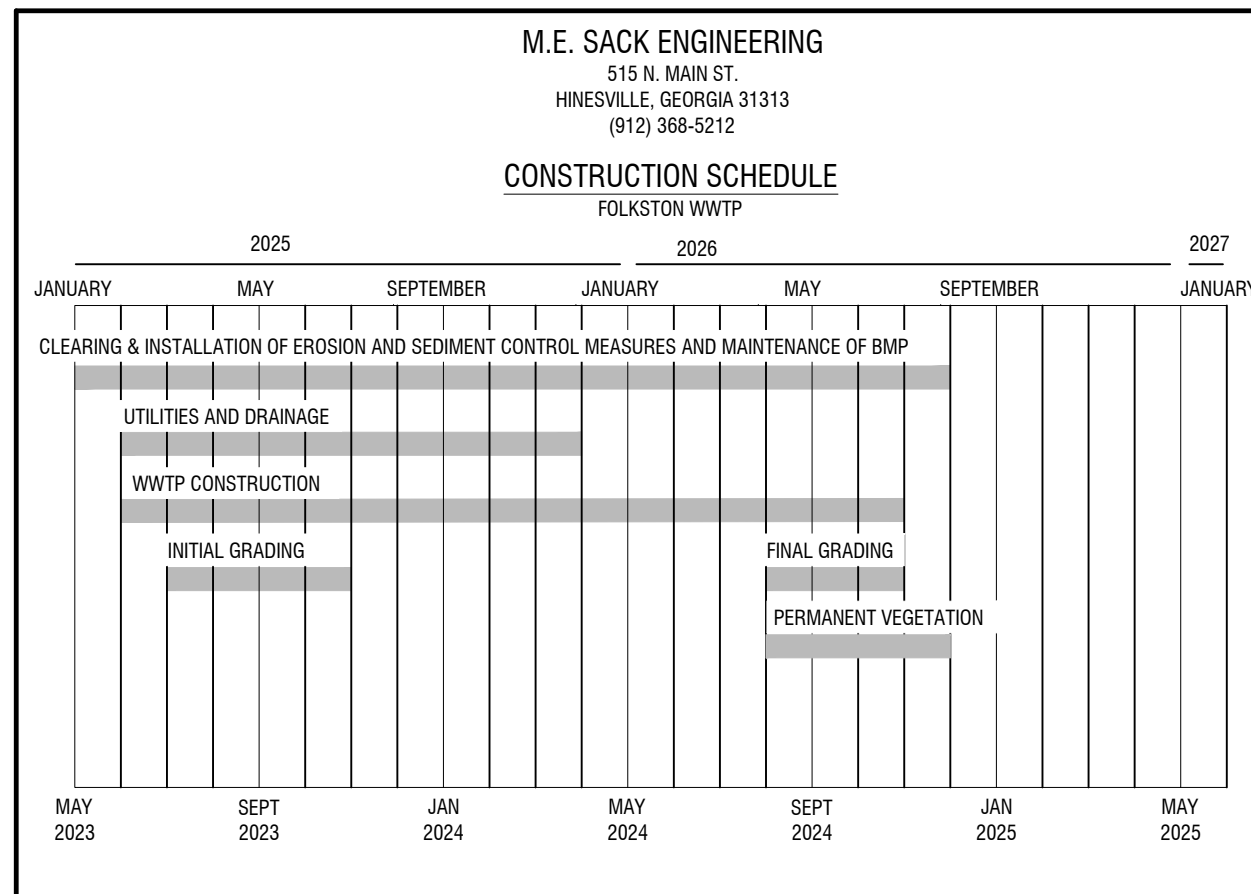 M.E. SACK ENGINEERING
515 N. MAIN ST.
HINESVILLE, GEORGIA 31313
(912) 368-5212
CONSTRUCTION SCHEDULE
FOLKSTON WWTP
2025 2026 2027
JANUARY MAY SEPTEMBER JANUARY MAY SEPTEMBER JANUARY
CLEARING & INSTALLATION OF EROSION AND SEDIMENT CONTROL MEASURES AND MAINTENANCE OF BMP
UTILITIES AND DRAINAGE
WWTP CONSTRUCTION
INITIAL GRADING FINAL GRADING
PERMANENT VEGETATION
MAY SEPT JAN MAY SEPT JAN MAY
2023 2023 2024 2024 2024 2025 2025